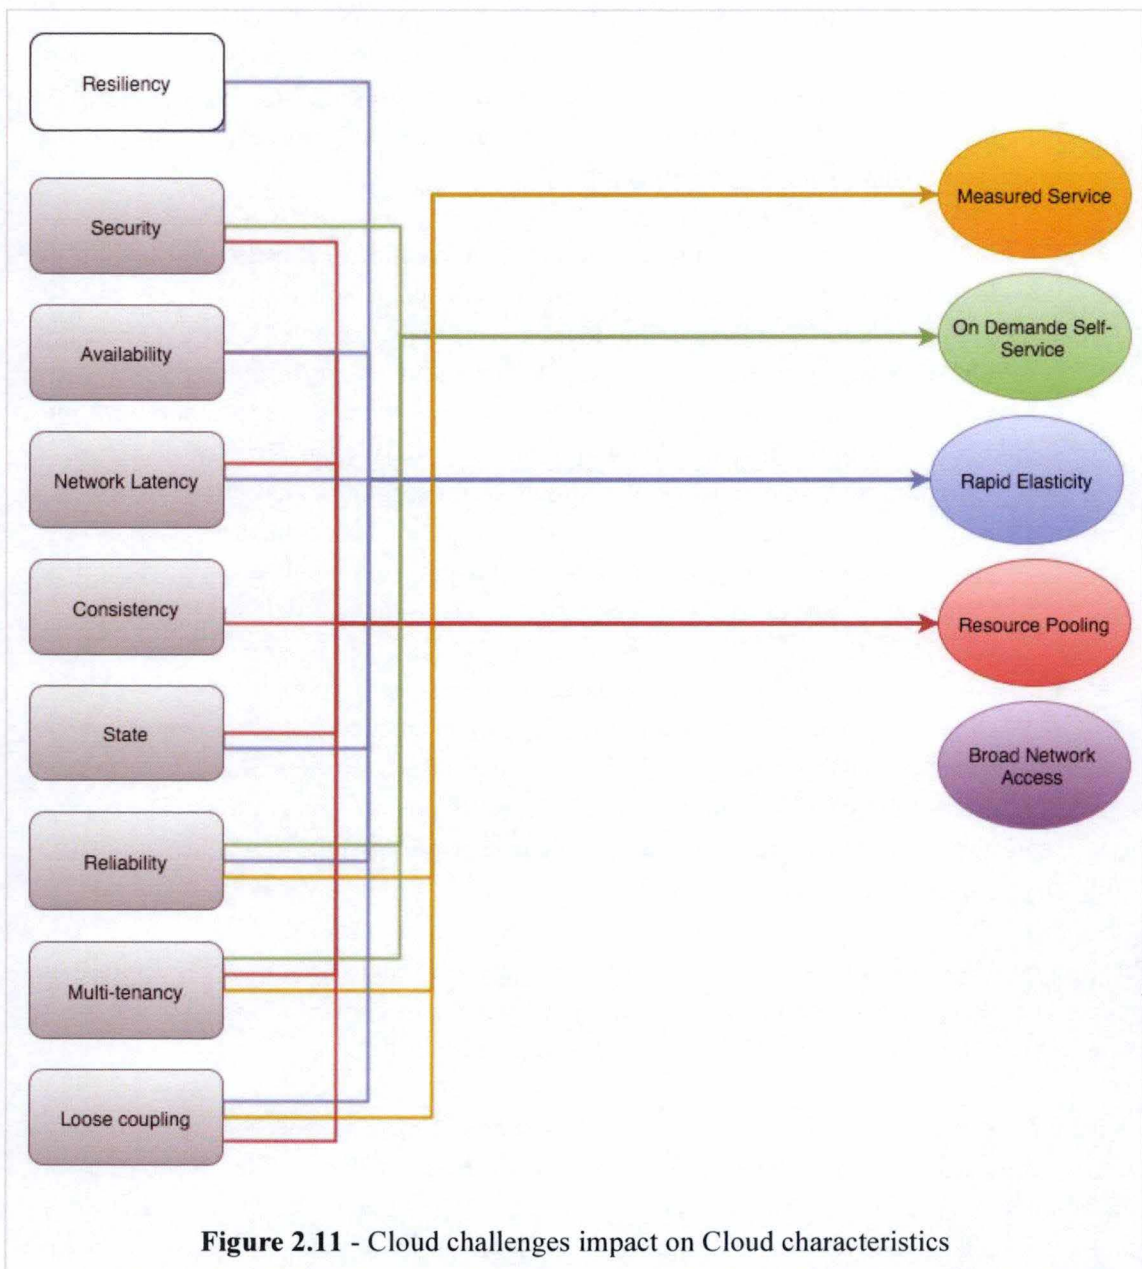 Resiliency
Security
Availability
Network Latency
Consistency
State
Reliability
Multi-tenancy
Loose coupling
Measured Service
On Demande Self-
Service
Rapid Elasticity
Resource Pooling
Broad Network
Access
Figure 2.11 - Cloud challenges impact on Cloud characteristics